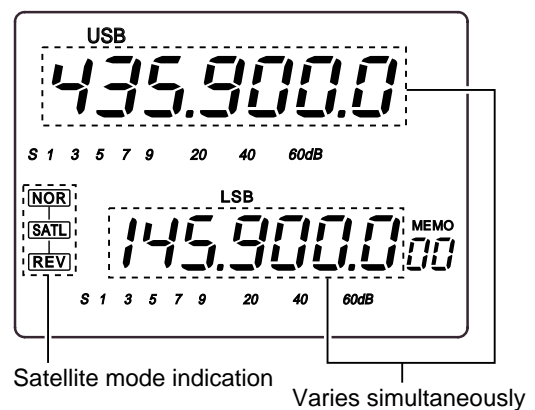 USB
435.900.0
S 1 3 5 7 9 20 40 60dB
NOR
LSB
SATL
145.900.0
MEMO
00
REV
S 1 3 5 7 9 20 40 60dB
Satellite mode indication
Varies simultaneously